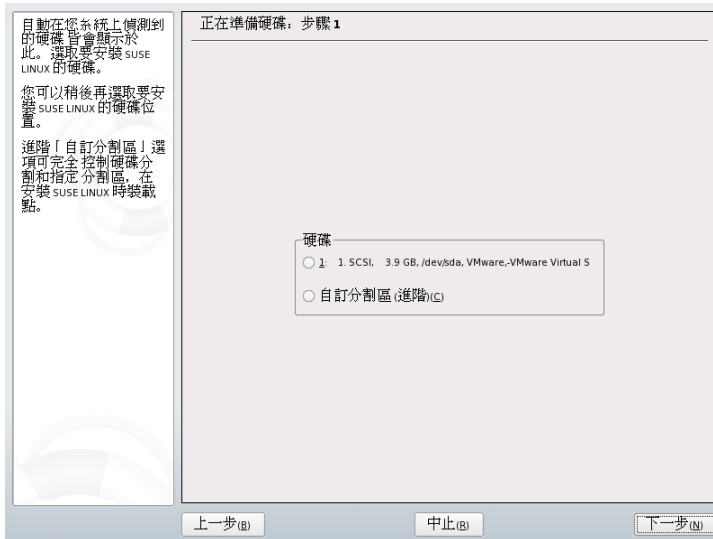 自動在您系統上偵測到
的硬碟 皆會顯示於
此。選取要安裝 SUSE
LINUX 的硬碟。
您可以稍後再選取要安
裝 SUSE LINUX 的硬碟位
置。
進階「自訂分割區」選
項可完全 控制硬碟分
割和指定 分割區，在
安裝 SUSE LINUX 時裝載
點。
正在準備硬碟：步驟 1
硬碟
1: 1. SCSI, 3.9 GB, /dev/sda, VMware,-VMware Virtual S
自訂分割區 (進階)(C)
上一步(B)
中止(R)
下一步(N)